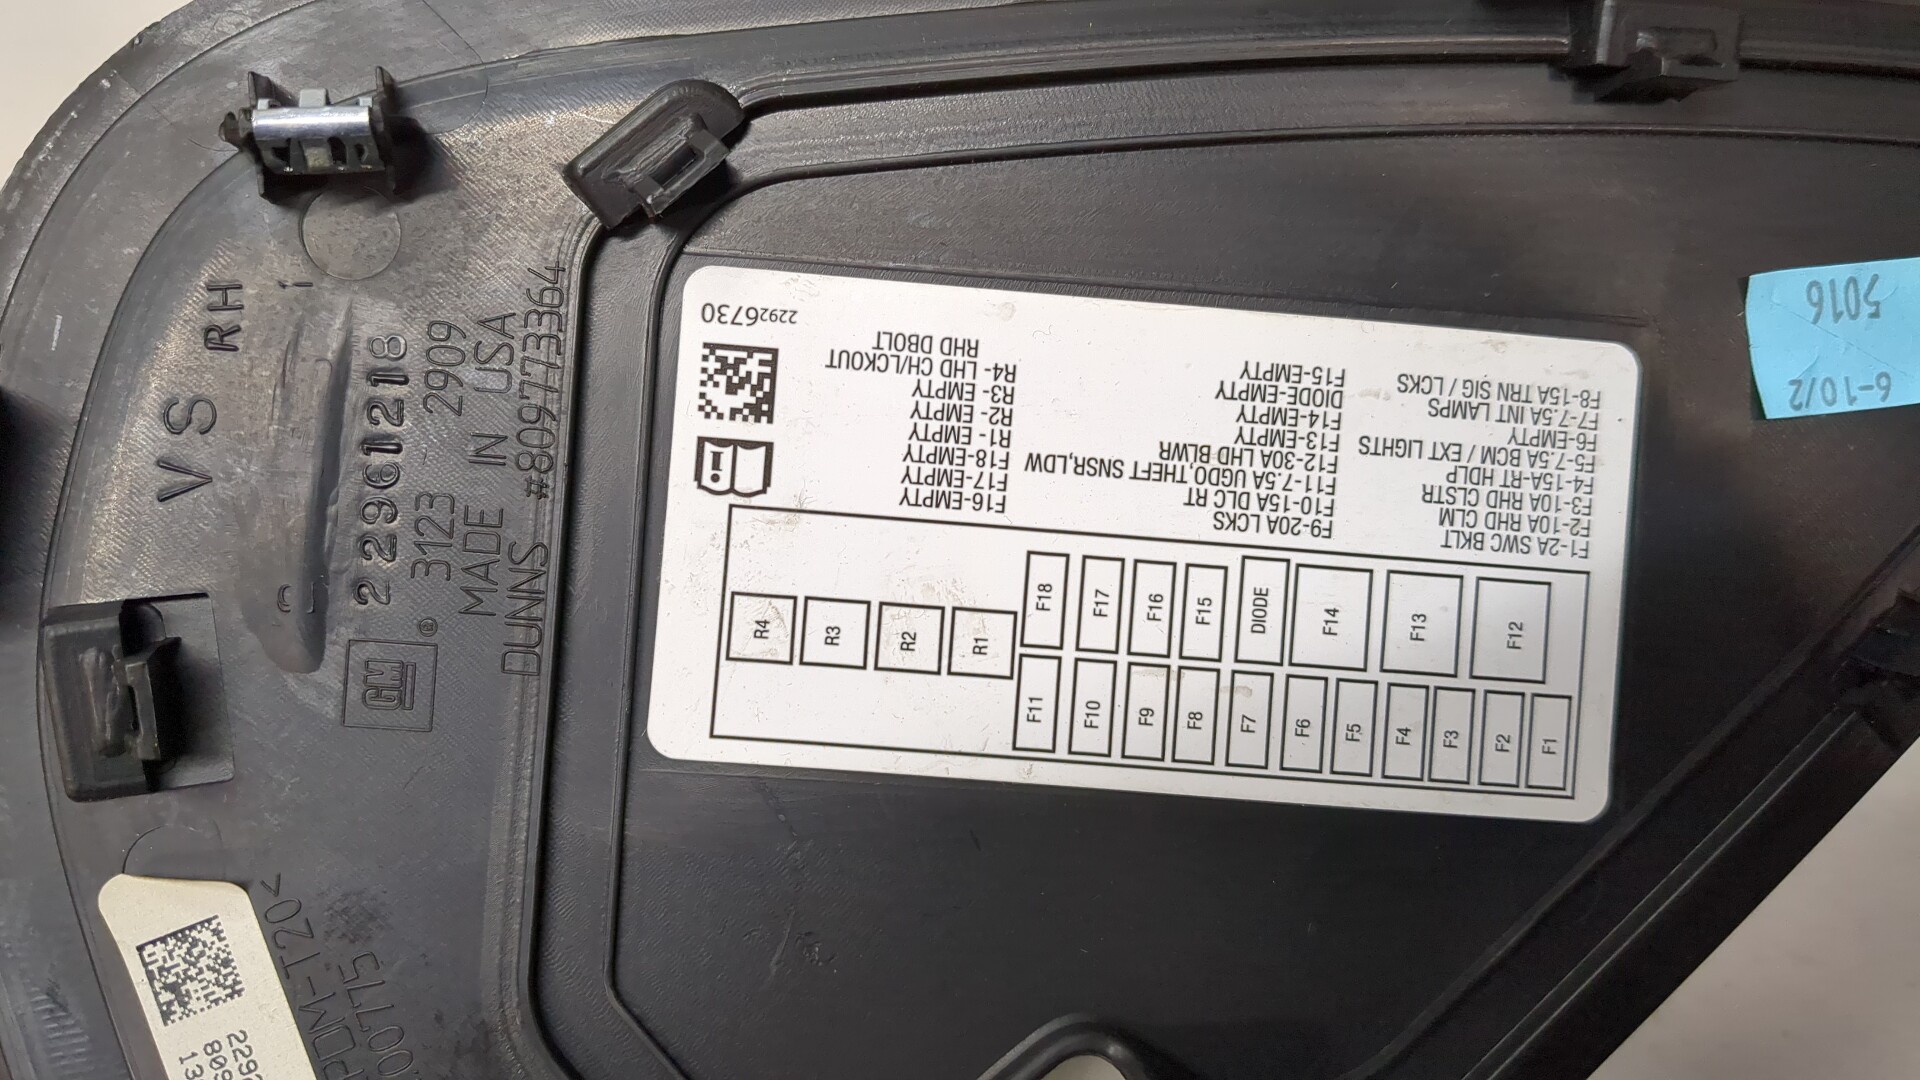 VS RH
22961218
GM
3123 2909
MADE IN USA
DUNNS #809773364
22926730
F1-2A SWC BKLT
F2-10A RHD CLM
F3-10A RHD CLSTR
F4-15A-RT HDLP
F5-7.5A BCM / EXT LIGHTS
F6-EMPTY
F7-7.5A INT LAMPS
F8-15A TRN SIG / LCKS
F9-20A LCKS
F10-15A DLC RT
F11-7.5A UGDO,THEFT SNSR,LDW
F12-30A LHD BLWR
F13-EMPTY
F14-EMPTY
DIODE-EMPTY
F15-EMPTY
F16-EMPTY
F17-EMPTY
F18-EMPTY
R1- EMPTY
R2- EMPTY
R3- EMPTY
R4- LHD CH/LCKOUT
RHD DBOLT
R4
R3
R2
R1
F18
F17
F16
F15
DIODE
F14
F13
F12
F11
F10
F9
F8
F7
F6
F5
F4
F3
F2
F1
6-10/2
5016